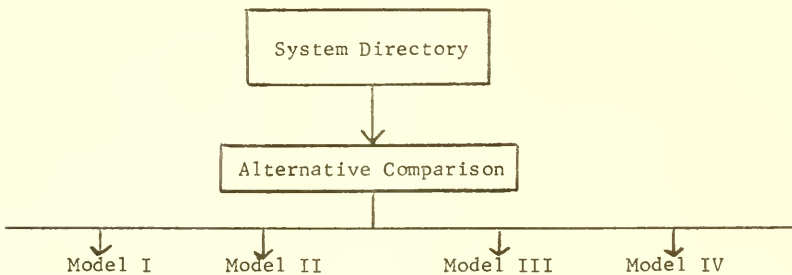 System Directory
Alternative Comparison
Model I Model II Model III Model IV